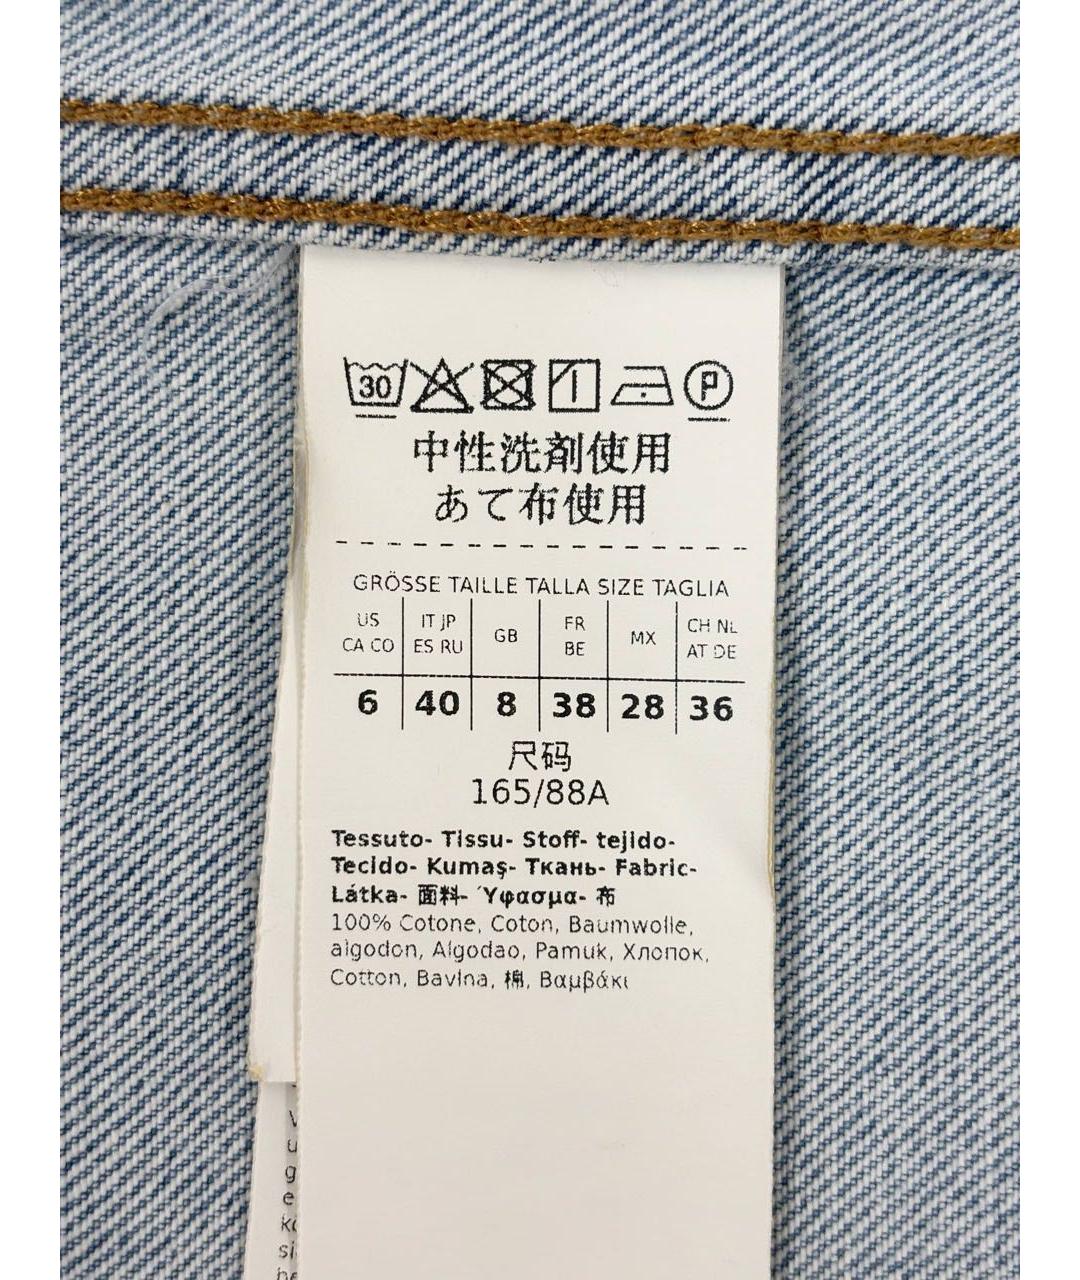 30 P
中性洗剤使用
あて布使用
GRÖSSE TAILLE TALLA SIZE TAGLIA
US CA CO IT JP ES RU GB FR BE MX CH NL AT DE
6 40 8 38 28 36
尺码
165/88A
Tessuto- Tissu- Stoff- tejido-
Tecido- Kumaş- Ткань- Fabric-
Látka- 面料- Ύφασμα- 布
100% Cotone, Coton, Baumwolle,
algodon, Algodao, Pamuk, Хлопок,
Cotton, Bavlna, 棉, Βαμβάκι